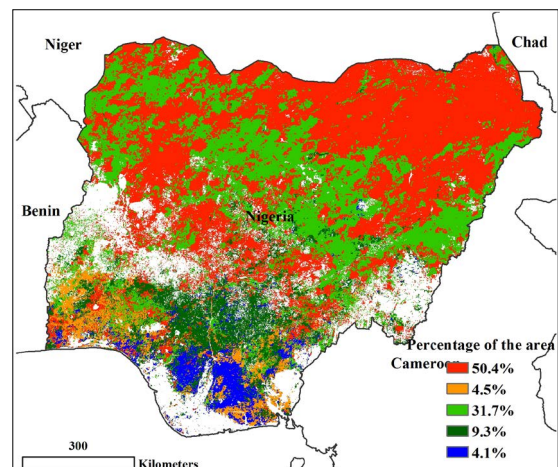 Niger
Chad
Benin
Nigeria
Percentage of the area
Cameroon
50.4%
4.5%
31.7%
9.3%
4.1%
300
Kilometers